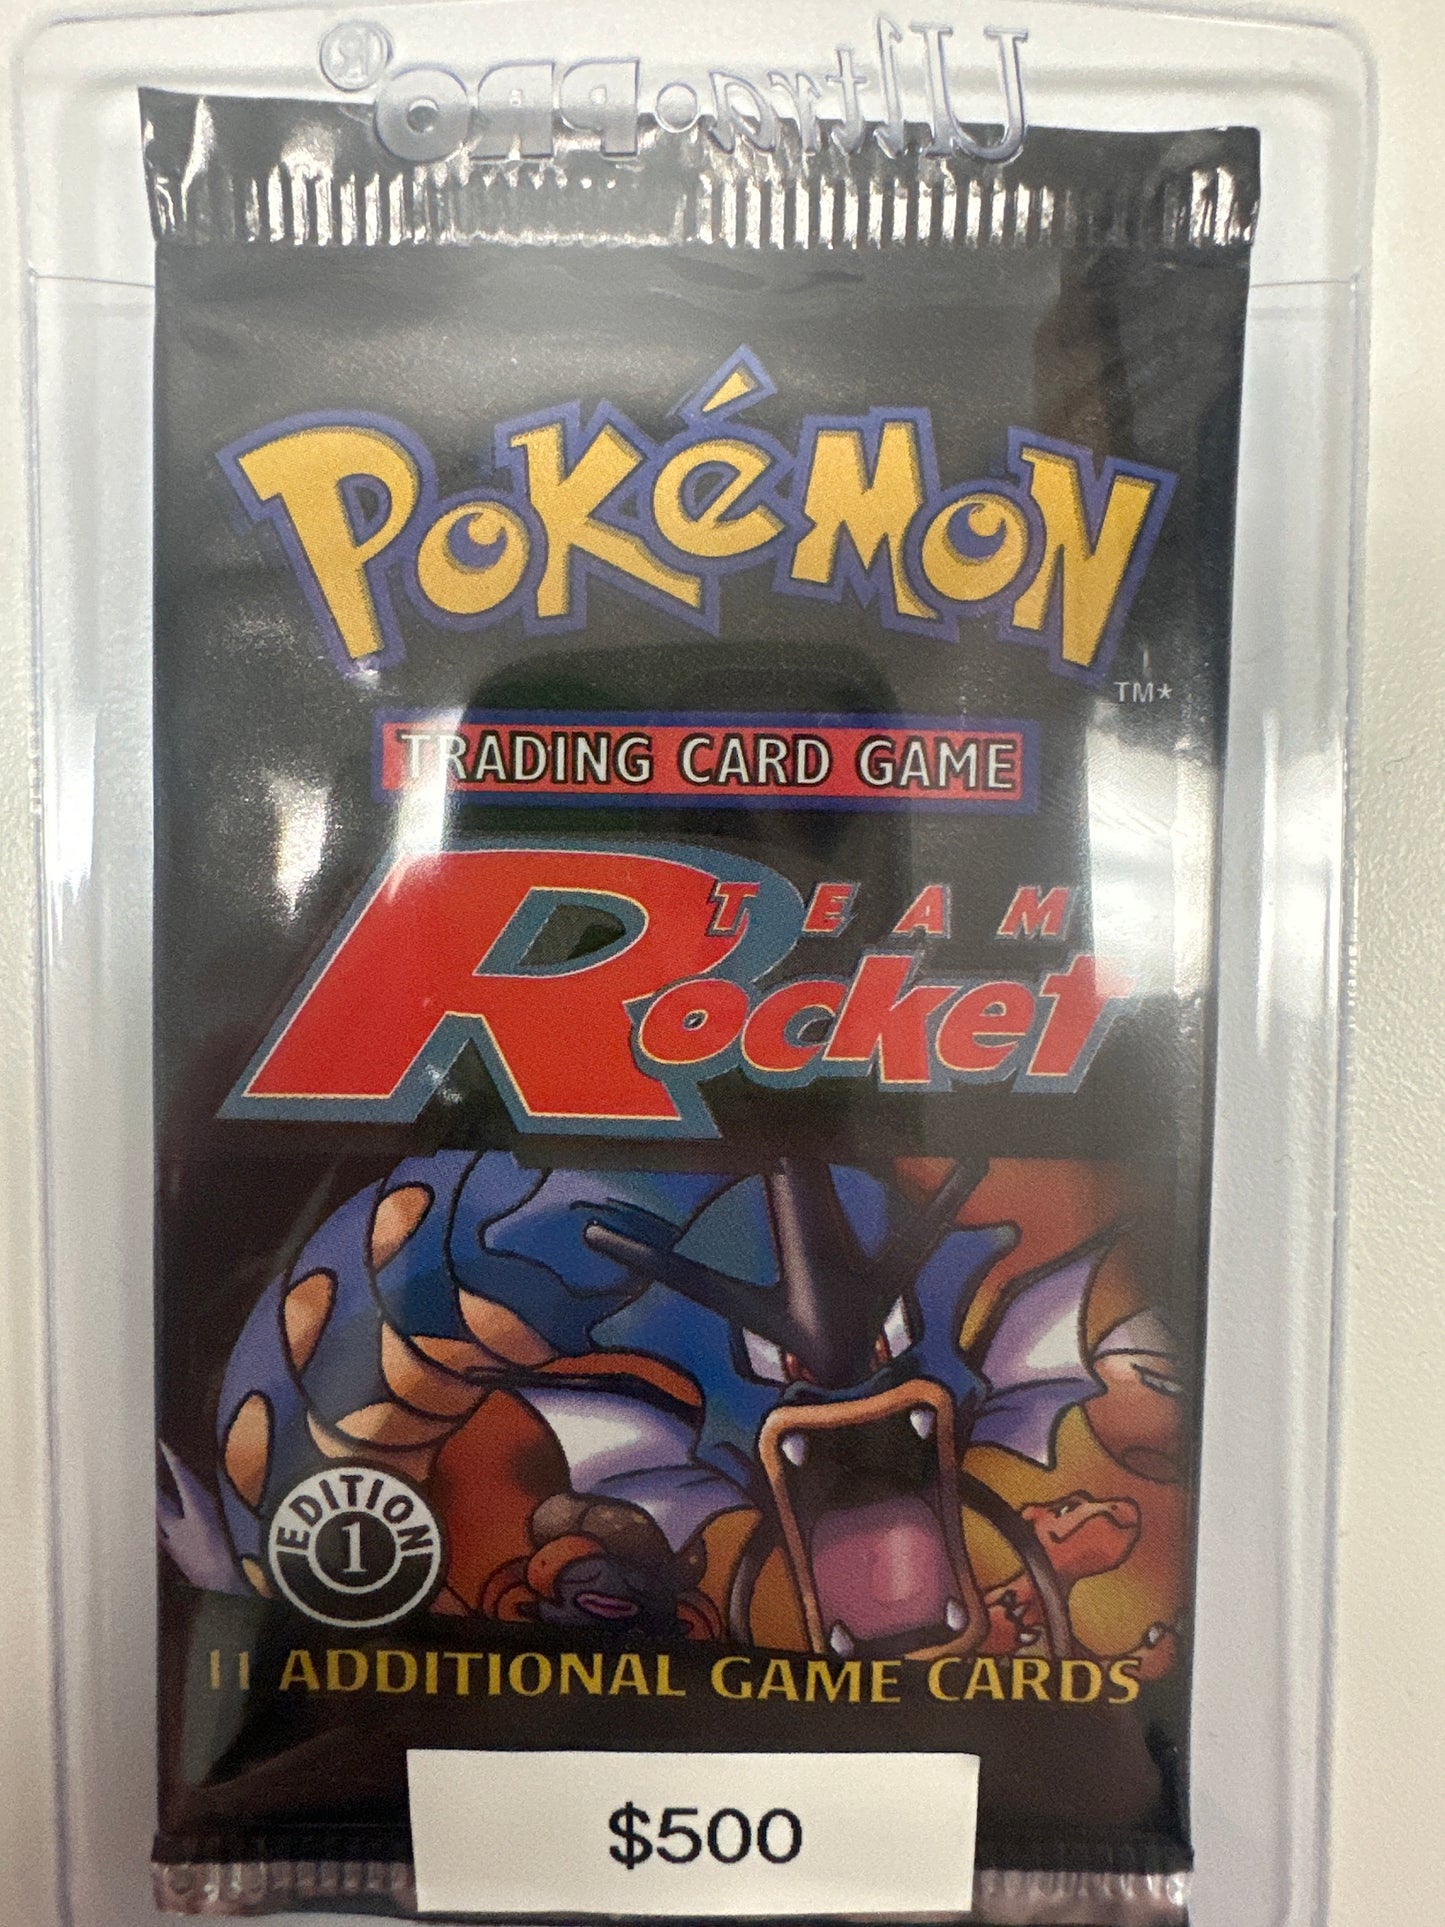 Ultra·PRO®
POKéMON
TM*
TRADING CARD GAME
TEAM
ROCKET
EDITION
1
11 ADDITIONAL GAME CARDS
$500